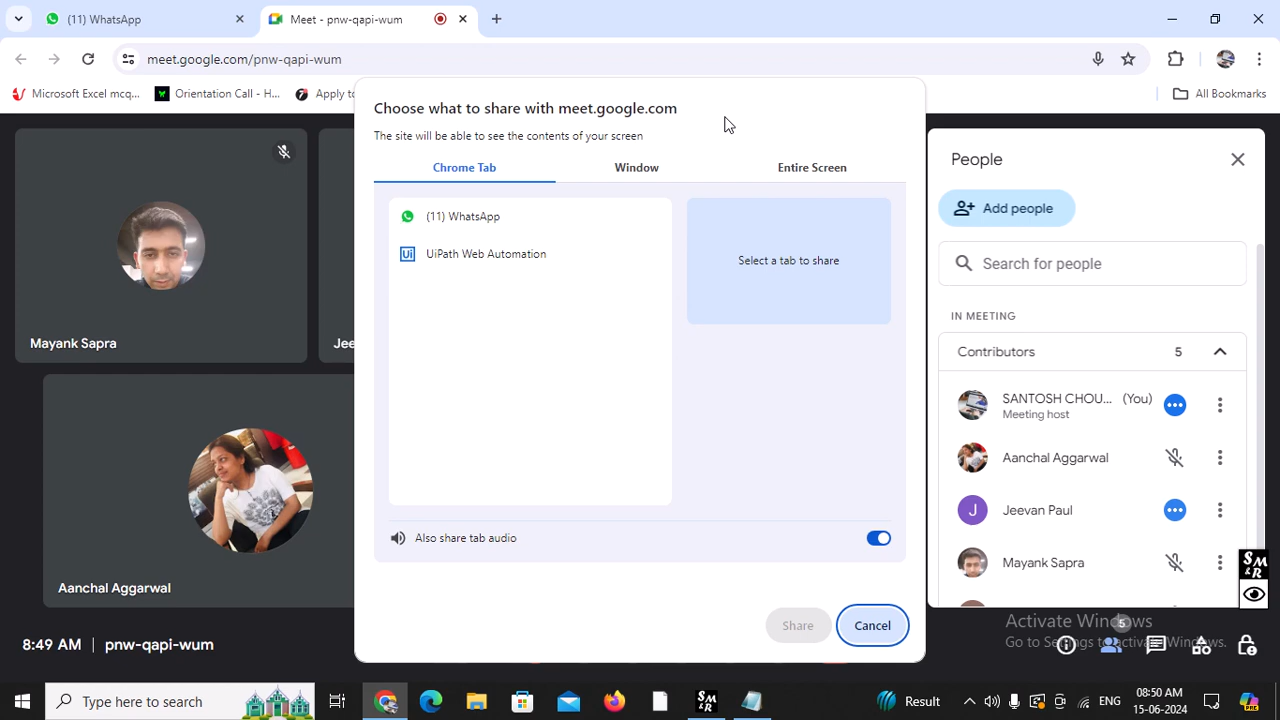 (11) WhatsApp
Meet - pnw-qapi-wum
meet.google.com/pnw-qapi-wum
Microsoft Excel mcq...
Orientation Call - H...
Apply to
All Bookmarks
Choose what to share with meet.google.com
The site will be able to see the contents of your screen
Chrome Tab
Window
Entire Screen
(11) WhatsApp
Ui
UiPath Web Automation
Select a tab to share
Also share tab audio
Share
Cancel
Mayank Sapra
Jee
Aanchal Aggarwal
8:49 AM
pnw-qapi-wum
People
Add people
Search for people
IN MEETING
Contributors
5
SANTOSH CHOU... (You)
Meeting host
Aanchal Aggarwal
J
Jeevan Paul
Mayank Sapra
SM&R
Activate Windows
Go to Settings to activate Windows.
5
Type here to search
SM&R
Result
ENG
08:50 AM
15-06-2024